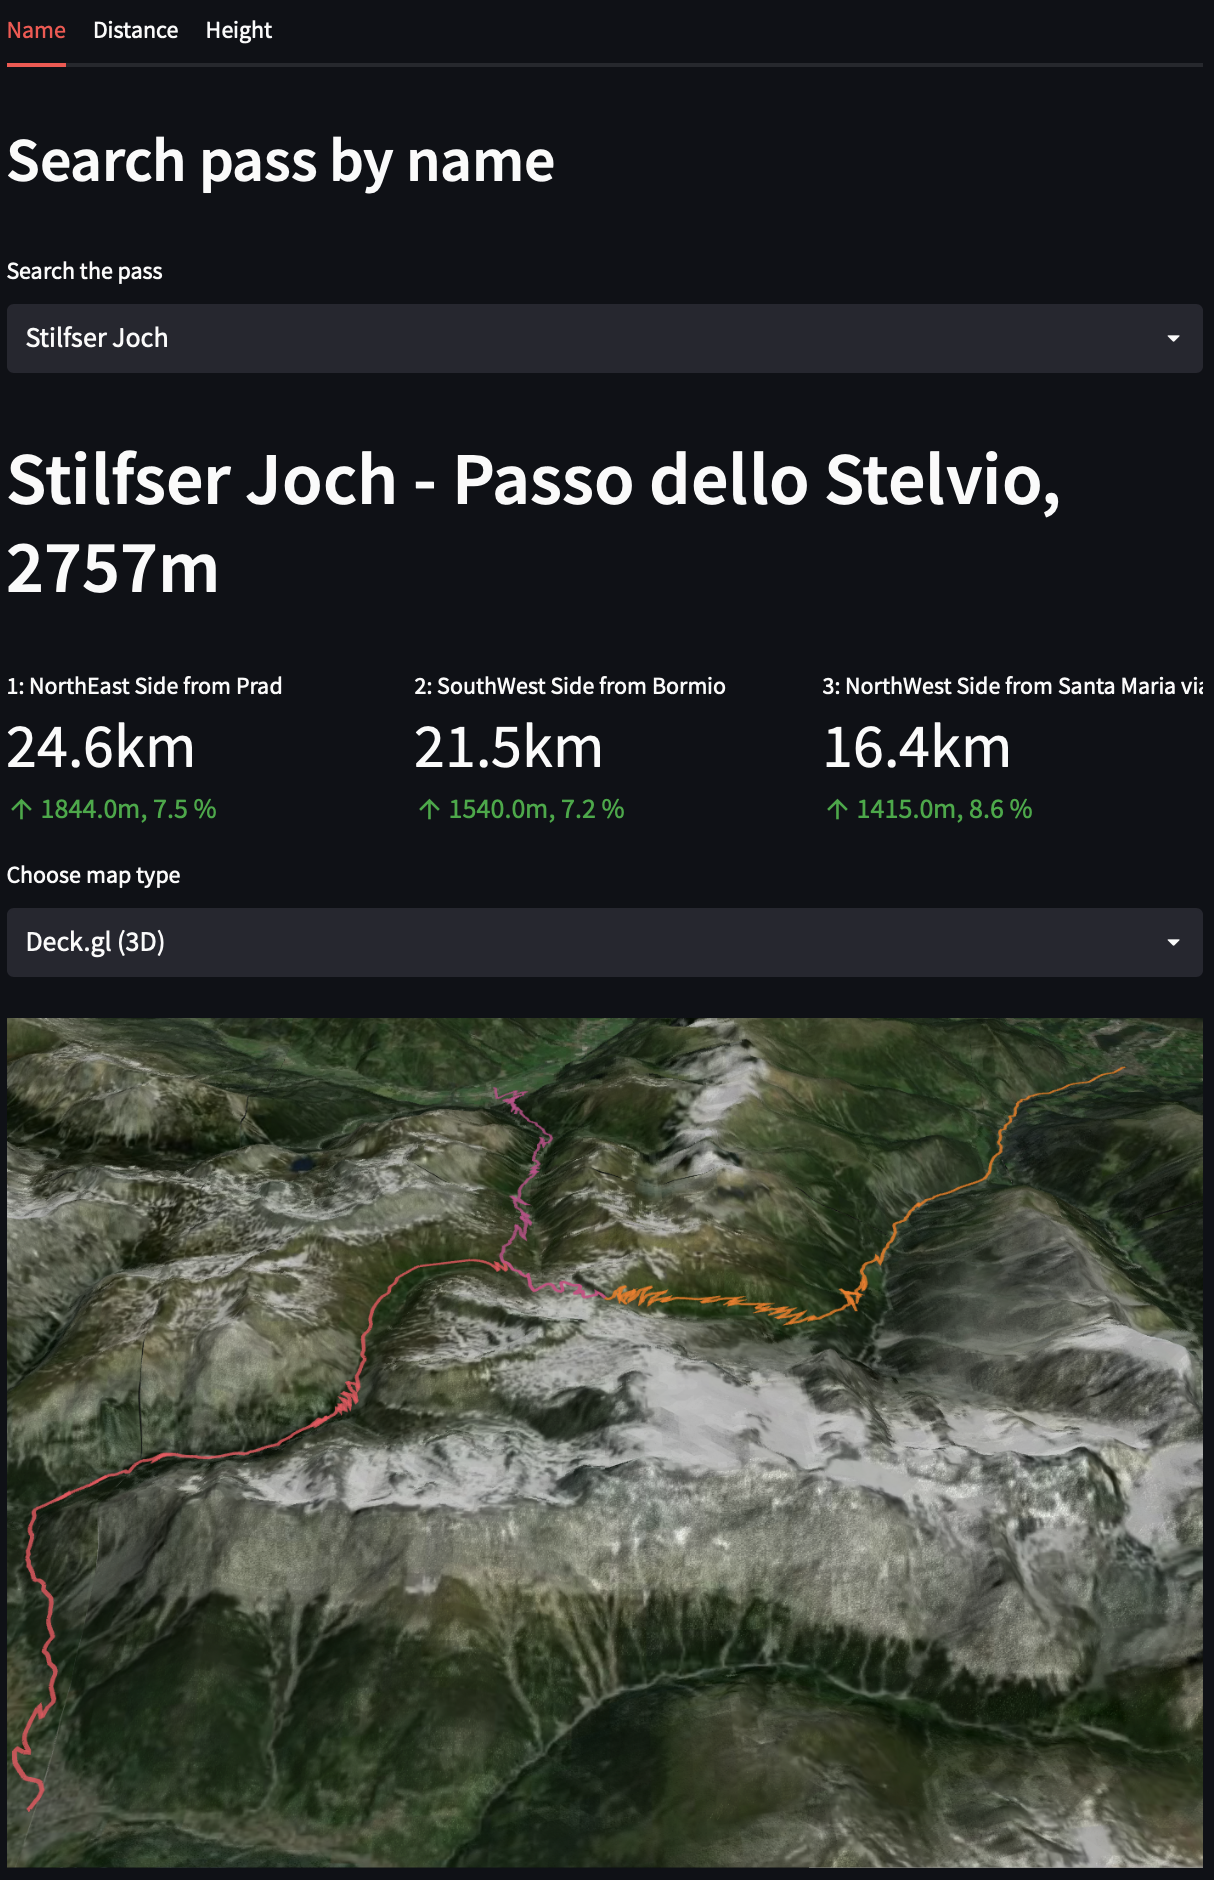 Name Distance Height
Search pass by name
Search the pass
Stilfser Joch
Stilfser Joch - Passo dello Stelvio,
2757m
1: NorthEast Side from Prad
24.6km
↑ 1844.0m, 7.5 %
2: SouthWest Side from Bormio
21.5km
↑ 1540.0m, 7.2 %
3: NorthWest Side from Santa Maria via
16.4km
↑ 1415.0m, 8.6 %
Choose map type
Deck.gl (3D)